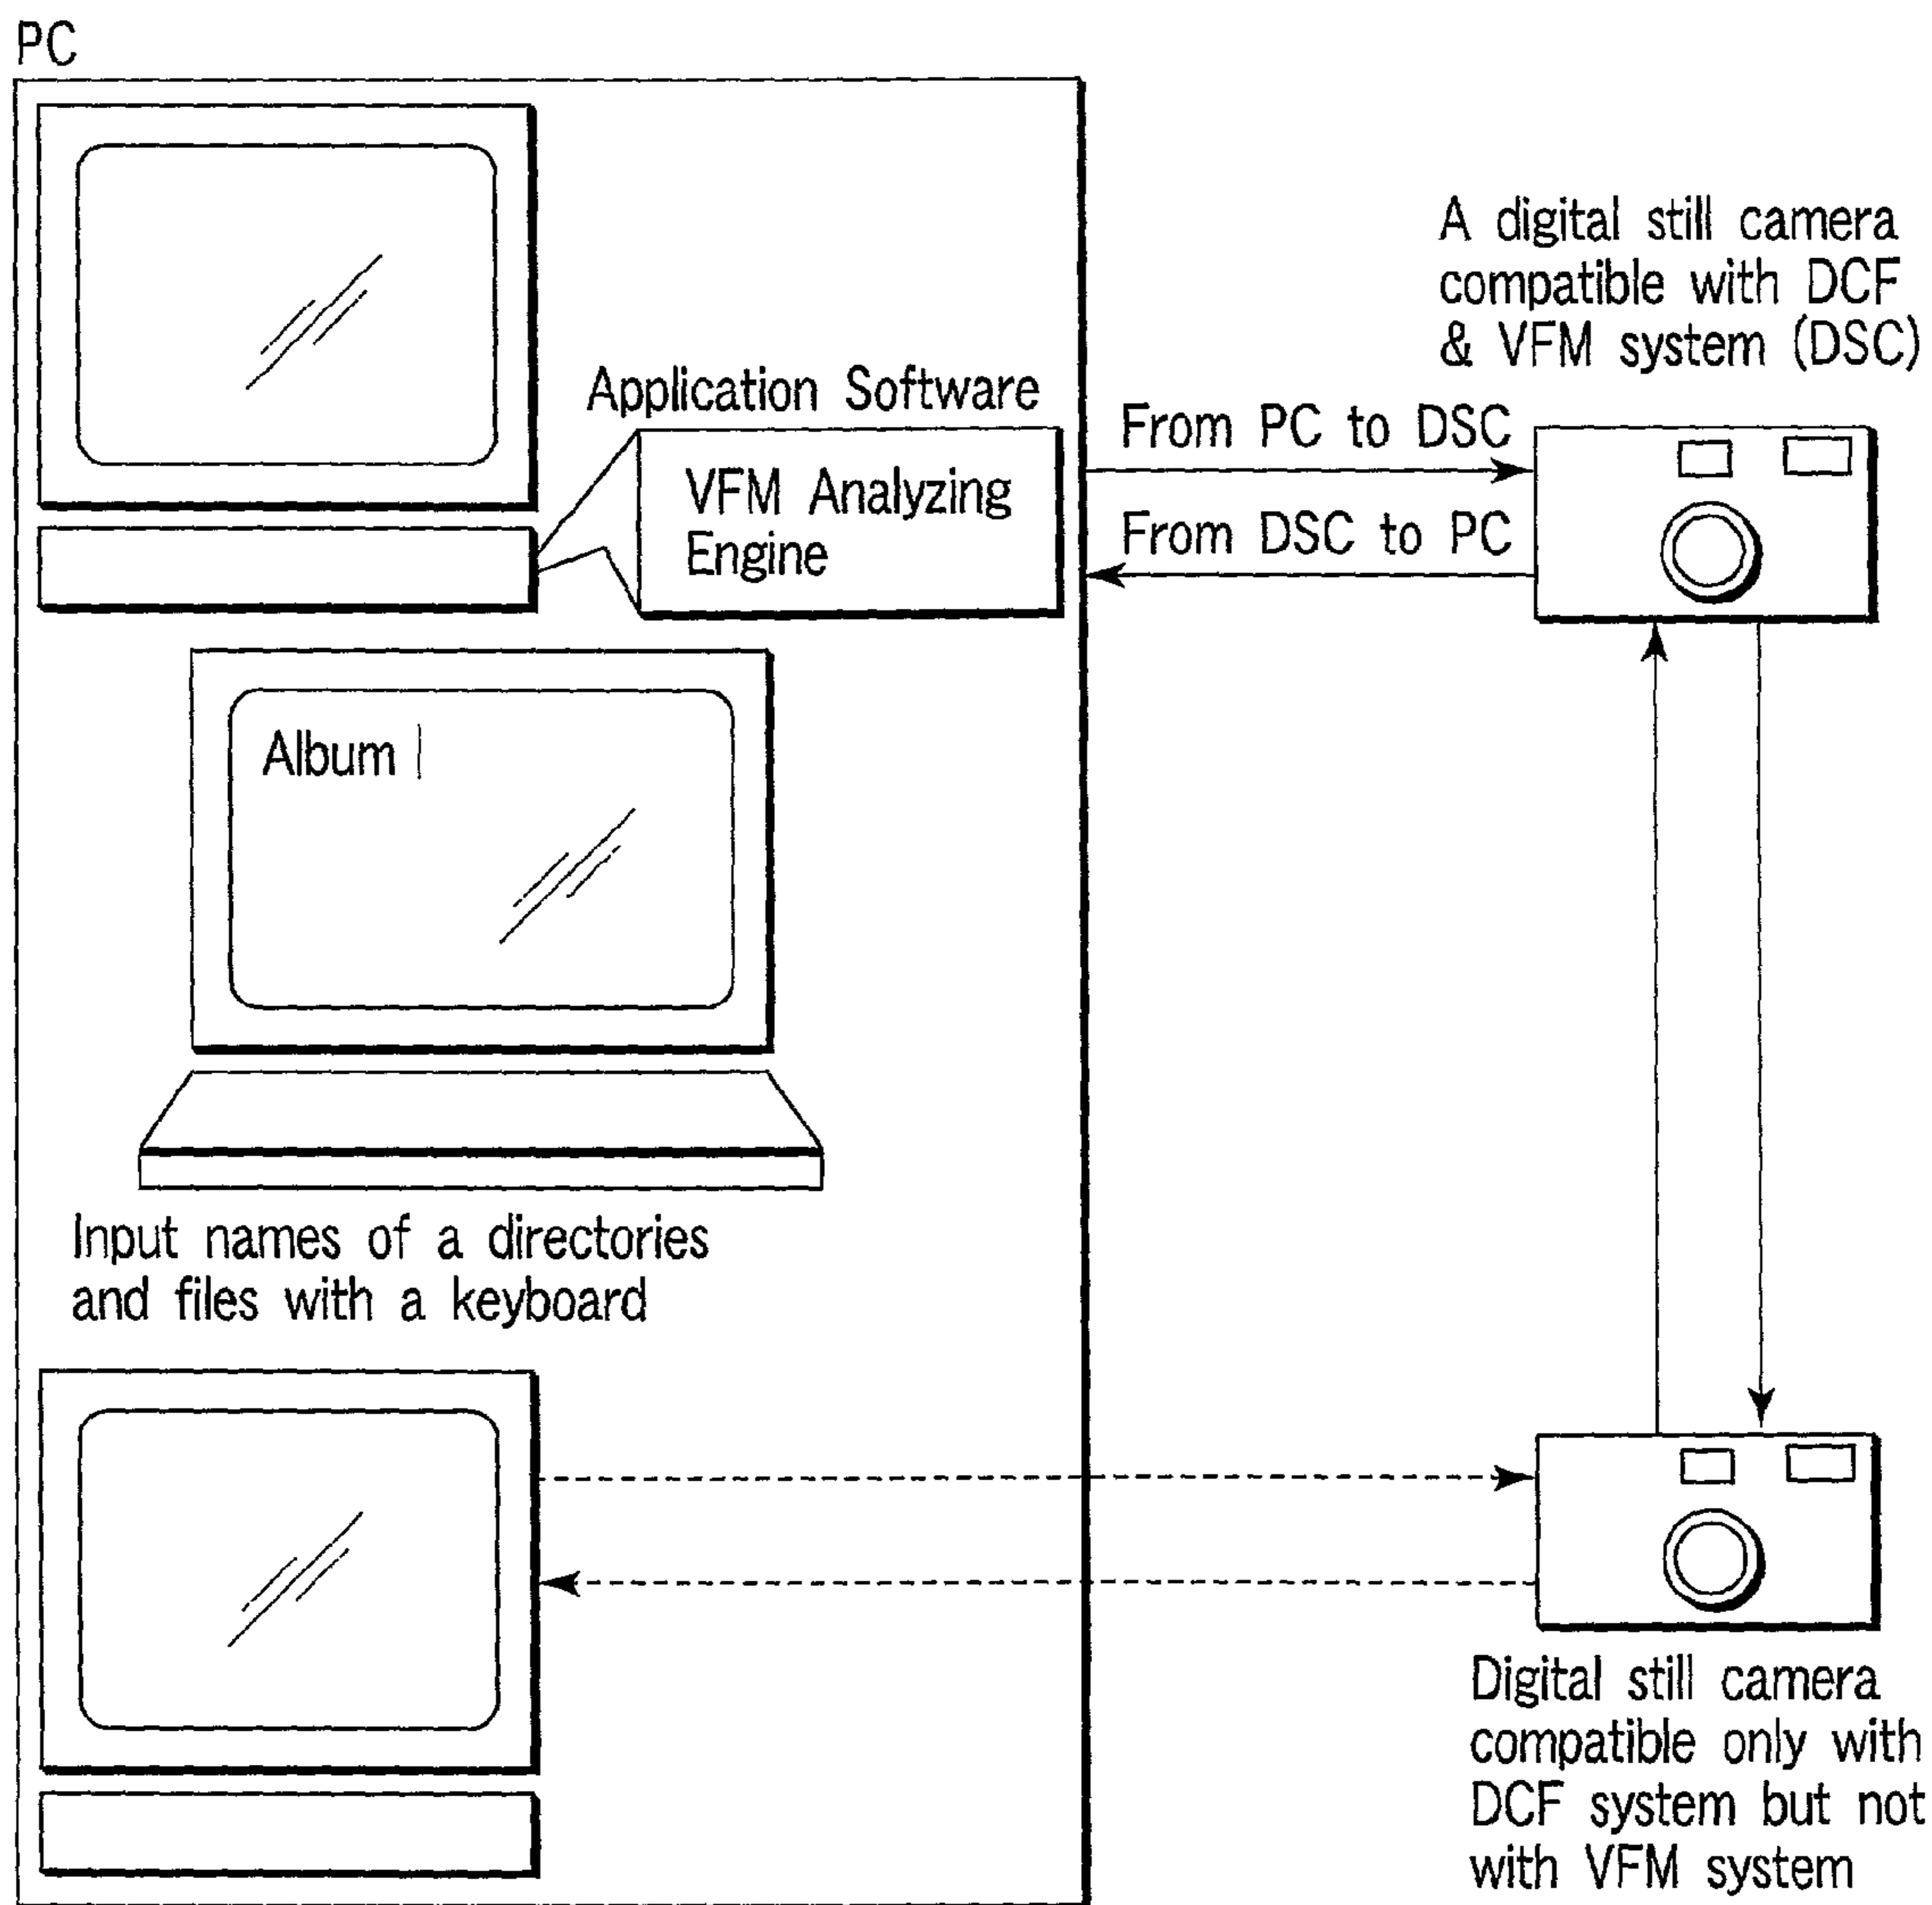 PC
A digital still camera
compatible with DCF
& VFM system (DSC)
Application Software
VFM Analyzing
Engine
From PC to DSC
From DSC to PC
Album
Input names of a directories
and files with a keyboard
Digital still camera
compatible only with
DCF system but not
with VFM system